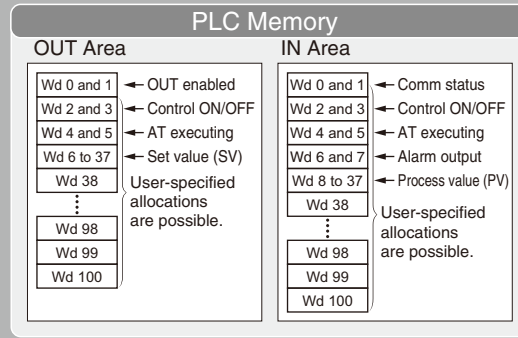 PLC Memory
OUT Area
Wd 0 and 1
OUT enabled
Wd 2 and 3
Control ON/OFF
Wd 4 and 5
AT executing
Wd 6 to 37
Set value (SV)
Wd 38
User-specified
allocations
are possible.
Wd 98
Wd 99
Wd 100
IN Area
Wd 0 and 1
Comm status
Wd 2 and 3
Control ON/OFF
Wd 4 and 5
AT executing
Wd 6 and 7
Alarm output
Wd 8 to 37
Process value (PV)
Wd 38
User-specified
allocations
are possible.
Wd 98
Wd 99
Wd 100